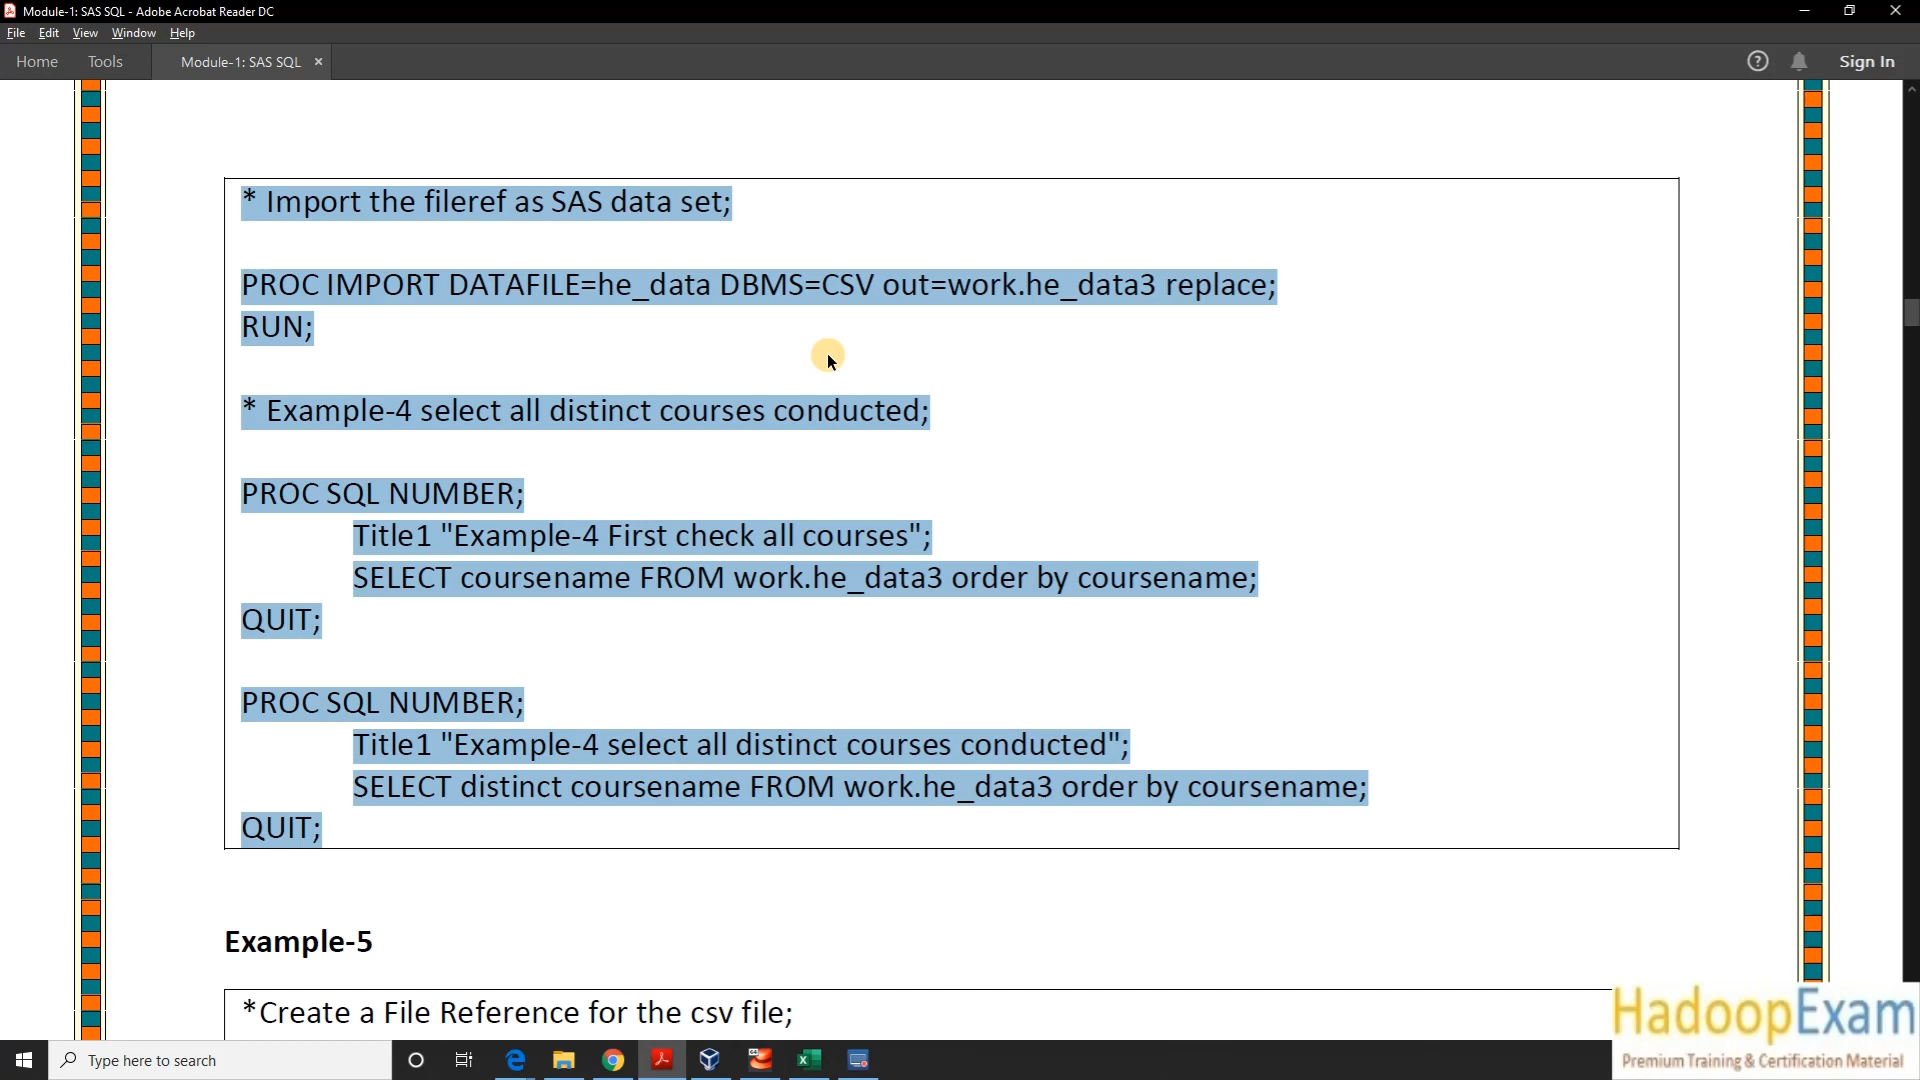 Module-1: SAS SQL - Adobe Acrobat Reader DC
File Edit View Window Help
Home Tools Module-1: SAS SQL × ? Sign In
* Import the fileref as SAS data set;
PROC IMPORT DATAFILE=he_data DBMS=CSV out=work.he_data3 replace;
RUN;
* Example-4 select all distinct courses conducted;
PROC SQL NUMBER;
Title1 "Example-4 First check all courses";
SELECT coursename FROM work.he_data3 order by coursename;
QUIT;
PROC SQL NUMBER;
Title1 "Example-4 select all distinct courses conducted";
SELECT distinct coursename FROM work.he_data3 order by coursename;
QUIT;
Example-5
*Create a File Reference for the csv file;
HadoopExam
Premium Training & Certification Material
Type here to search